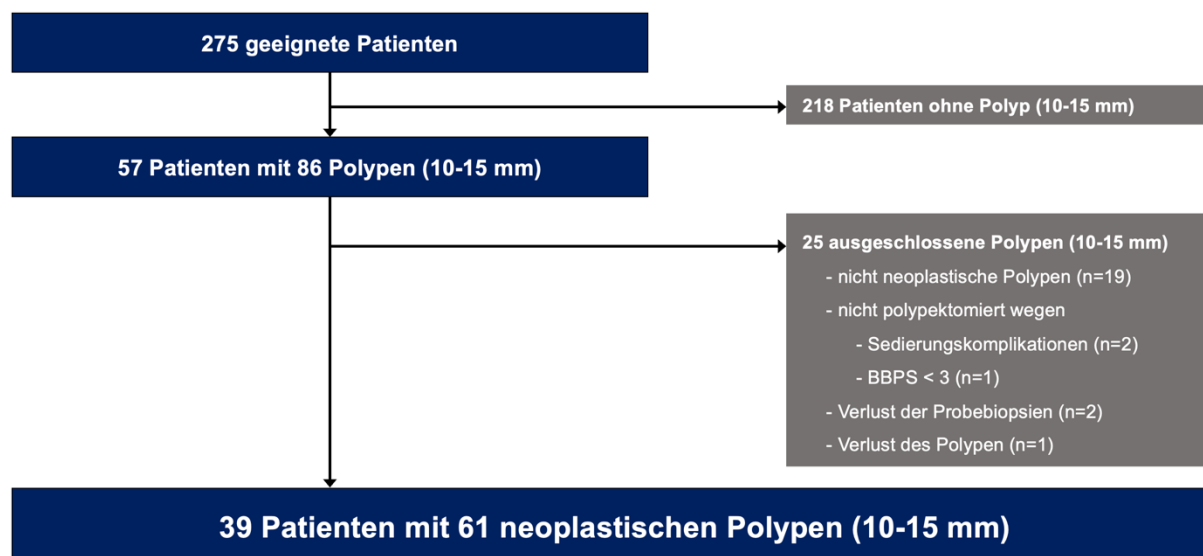 275 geeignete Patienten
218 Patienten ohne Polyp (10-15 mm)
57 Patienten mit 86 Polypen (10-15 mm)
25 ausgeschlossene Polypen (10-15 mm)
- nicht neoplastische Polypen (n=19)
- nicht polypektomiert wegen
- Sedierungskomplikationen (n=2)
- BBPS < 3 (n=1)
- Verlust der Probebiopsien (n=2)
- Verlust des Polypen (n=1)
39 Patienten mit 61 neoplastischen Polypen (10-15 mm)